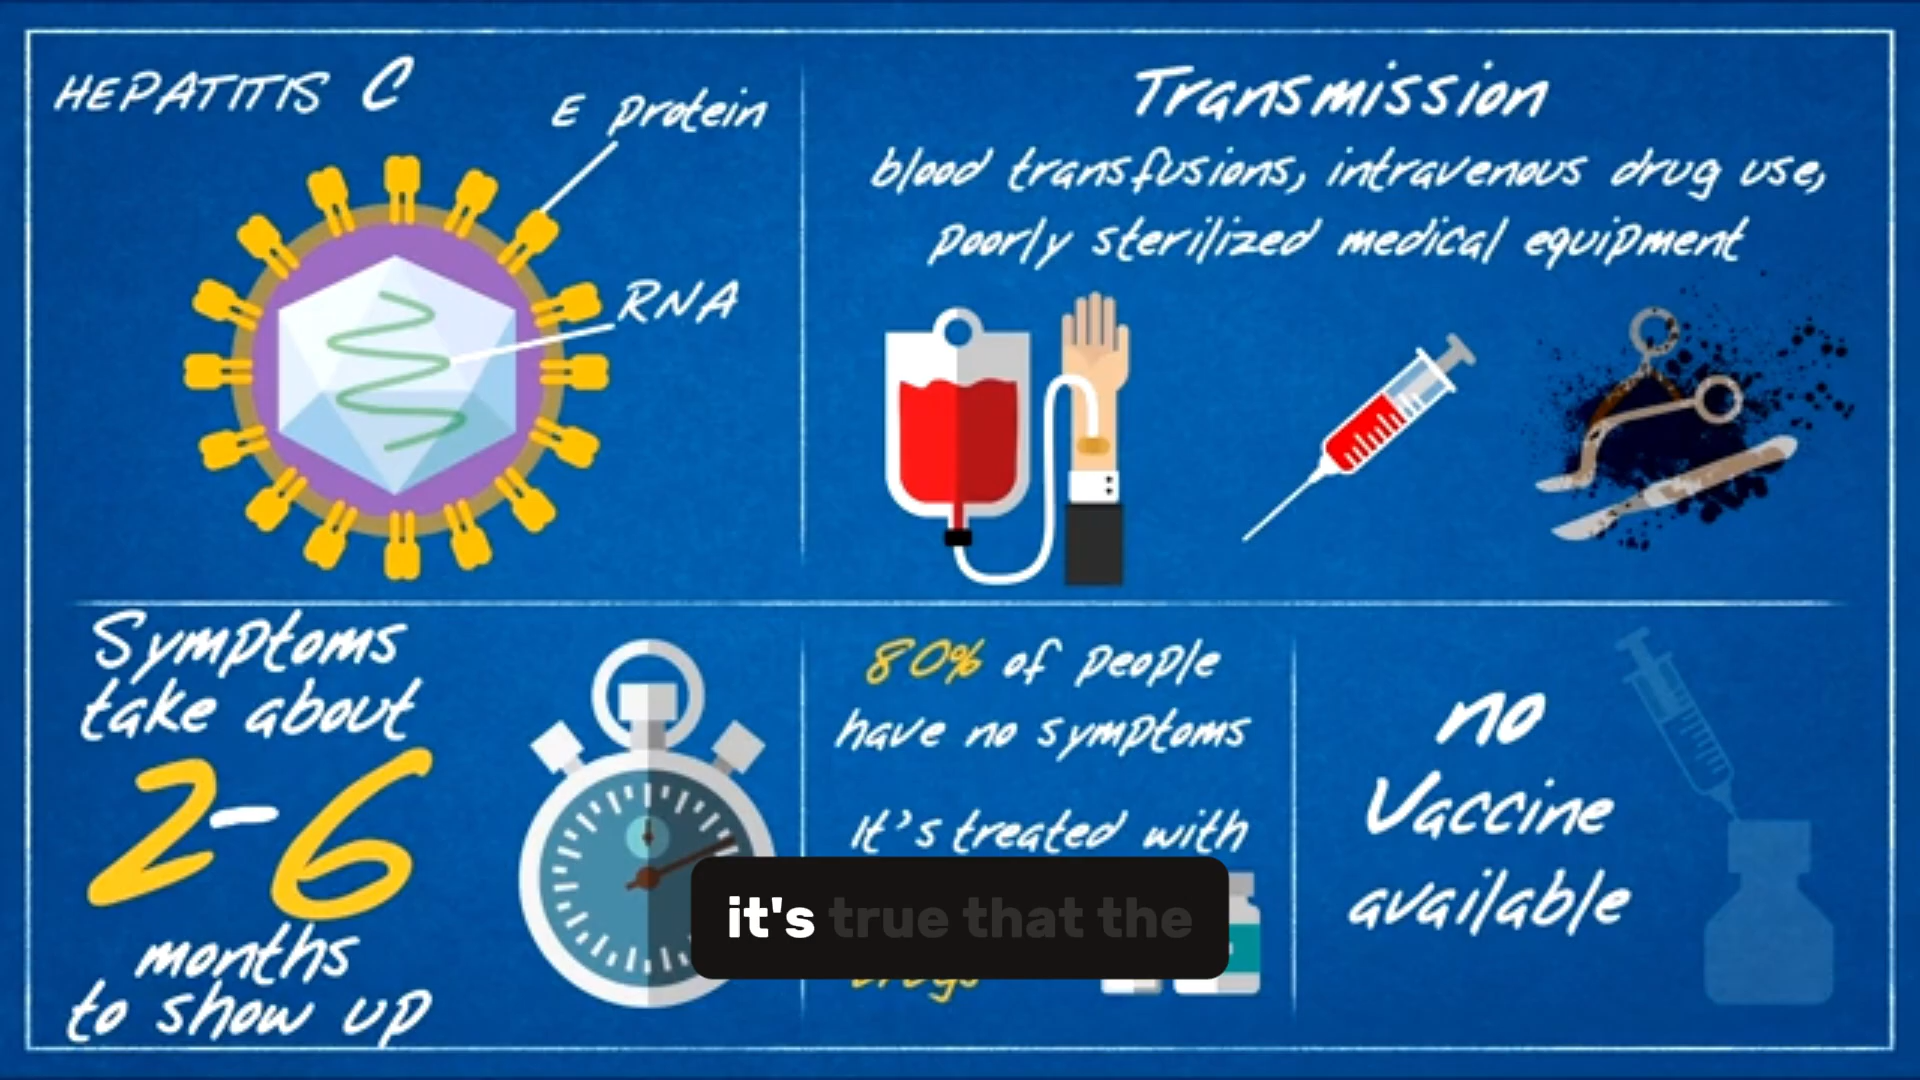 HEPATITIS C
E protein
RNA
Transmission
blood transfusions, intravenous drug use,
poorly sterilized medical equipment
Symptoms
take about
2-6
months
to show up
80% of people
have no symptoms
It's treated with
drugs
no
Vaccine
available
it's true that the